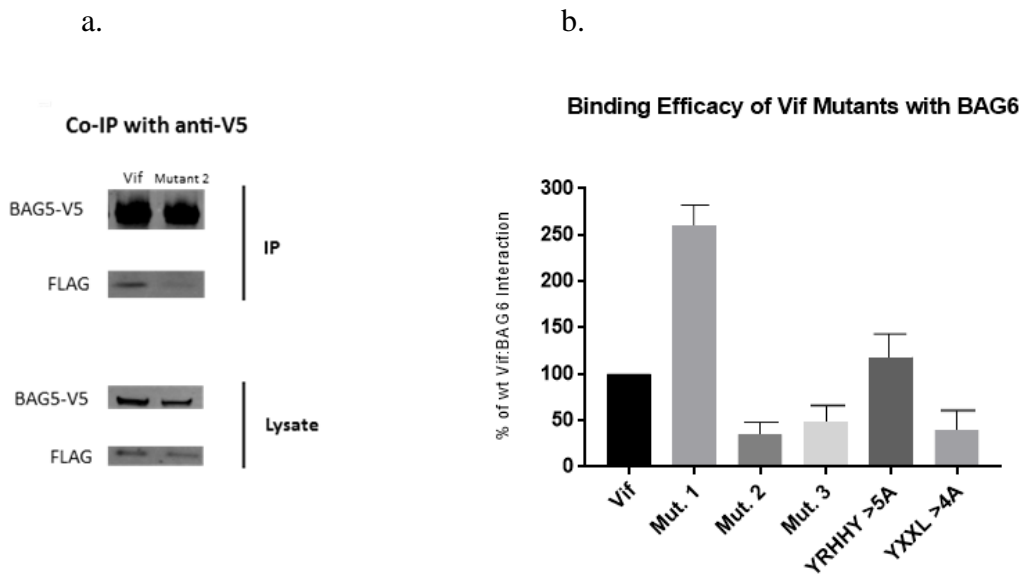 a.
Co-IP with anti-V5
Vif Mutant 2
BAG5-V5
IP
FLAG
BAG5-V5
Lysate
FLAG
b.
Binding Efficacy of Vif Mutants with BAG6
% of wt Vif:BAG6 Interaction
300
250
200
150
100
50
0
Vif
Mut. 1
Mut. 2
Mut. 3
YRHHY >5A
YXXL >4A